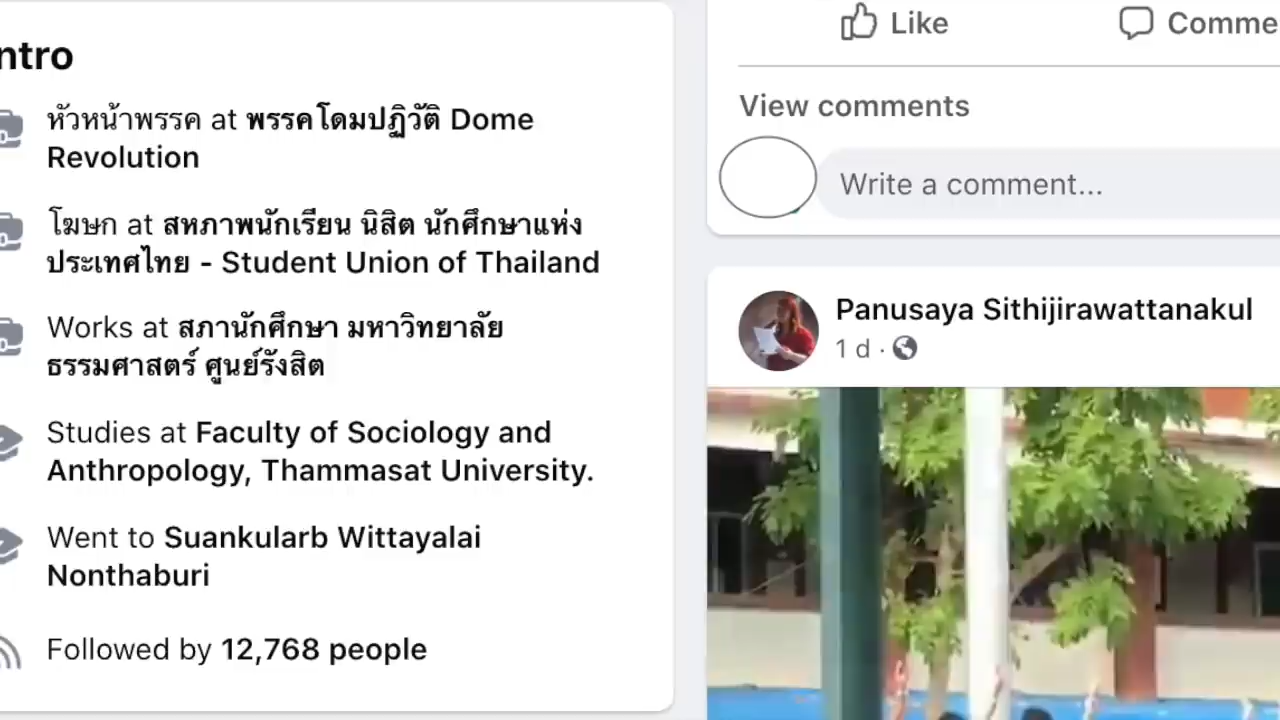 ntro
หัวหน้าพรรค at พรรคโดมปฏิวัติ Dome
Revolution
โฆษก at สหภาพนักเรียน นิสิต นักศึกษาแห่ง
ประเทศไทย - Student Union of Thailand
Works at สภานักศึกษา มหาวิทยาลัย
ธรรมศาสตร์ ศูนย์รังสิต
Studies at Faculty of Sociology and
Anthropology, Thammasat University.
Went to Suankularb Wittayalai
Nonthaburi
Followed by 12,768 people
Like
Comme
View comments
Write a comment...
Panusaya Sithijirawattanakul
1 d ·